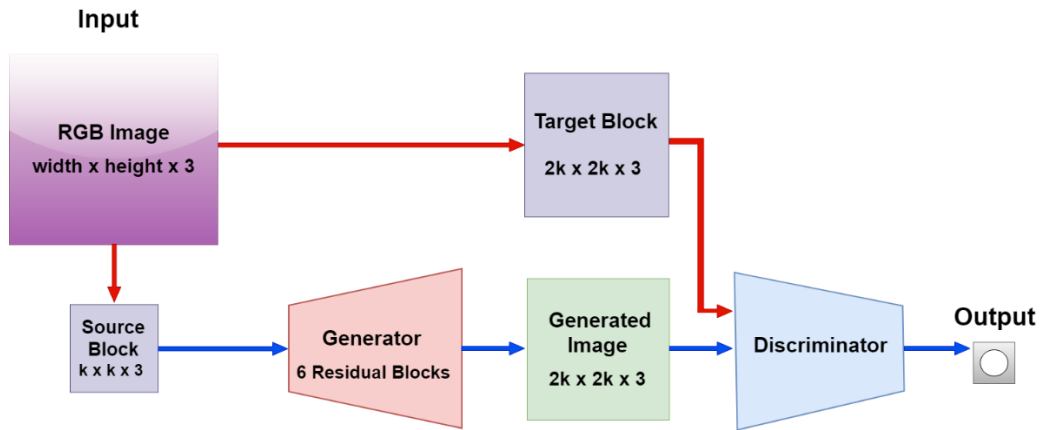 Input
RGB Image
width x height x 3
Target Block
2k x 2k x 3
Source
Block
k x k x 3
Generator
6 Residual Blocks
Generated
Image
2k x 2k x 3
Discriminator
Output